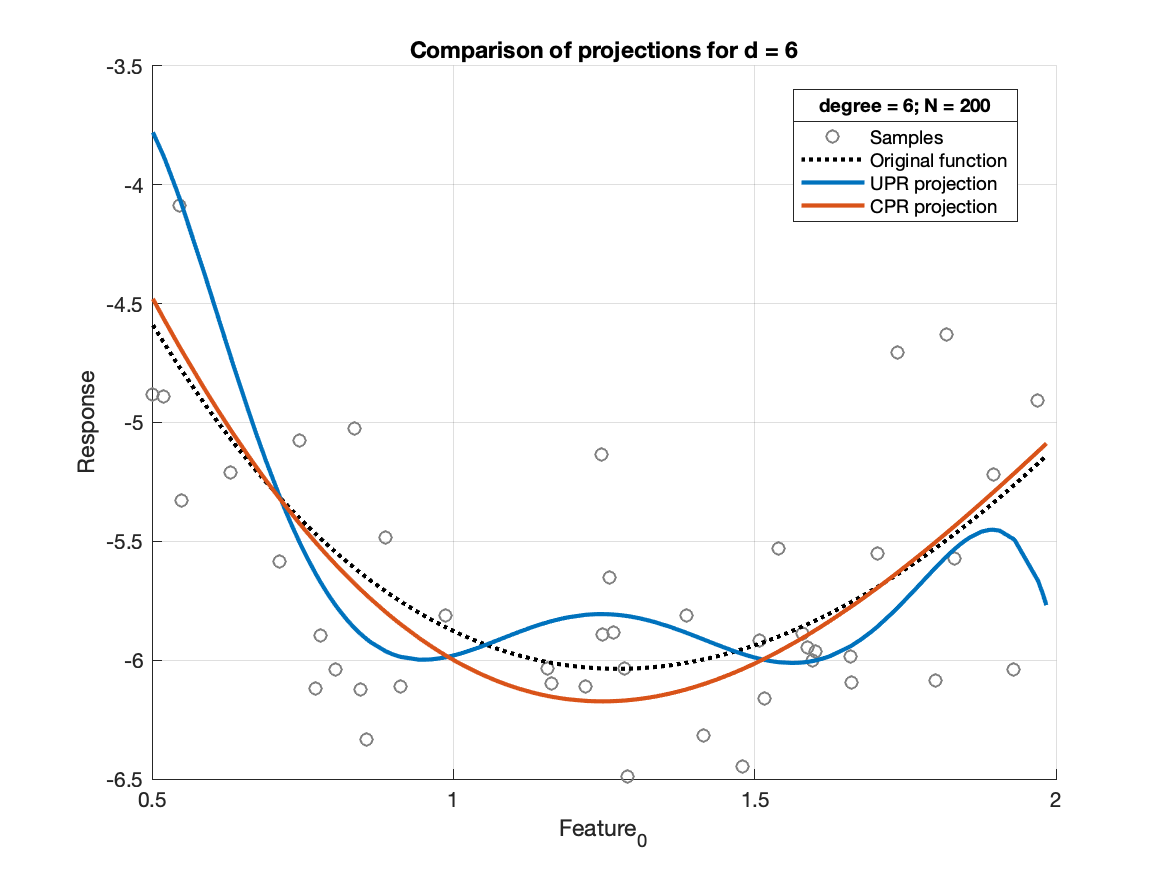 Comparison of projections for d = 6
-3.5
-4
-4.5
-5
-5.5
-6
-6.5
Response
degree = 6; N = 200
Samples
Original function
UPR projection
CPR projection
0.5
1
1.5
2
Feature_0